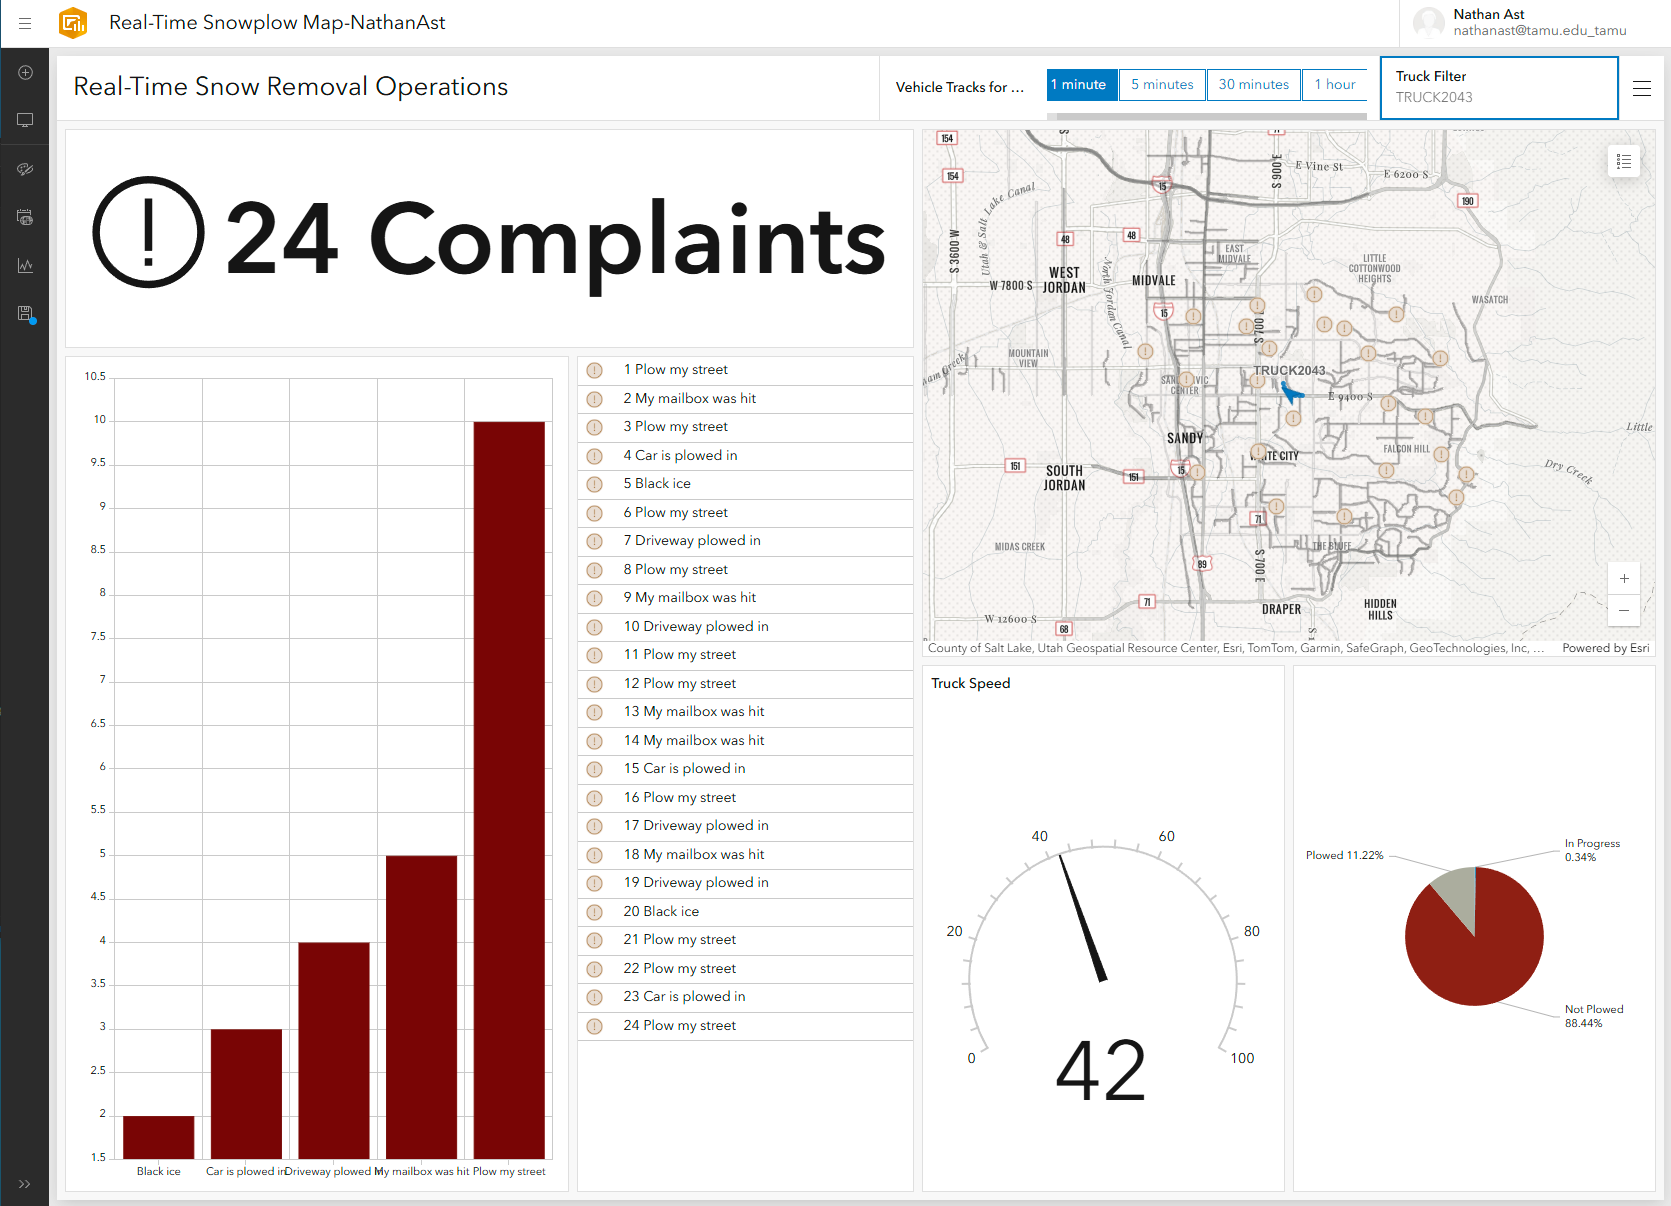 Real-Time Snowplow Map-NathanAst
Nathan Ast
nathanast@tamu.edu_tamu
Real-Time Snow Removal Operations
Vehicle Tracks for ...
1 minute
5 minutes
30 minutes
1 hour
Truck Filter
TRUCK2043
24 Complaints
10.5
10
9.5
9
8.5
8
7.5
7
6.5
6
5.5
5
4.5
4
3.5
3
2.5
2
1.5
Black ice
Car is plowed in
Driveway plowed
My mailbox was hit
Plow my street
1 Plow my street
2 My mailbox was hit
3 Plow my street
4 Car is plowed in
5 Black ice
6 Plow my street
7 Driveway plowed in
8 Plow my street
9 My mailbox was hit
10 Driveway plowed in
11 Plow my street
12 Plow my street
13 My mailbox was hit
14 My mailbox was hit
15 Car is plowed in
16 Plow my street
17 Driveway plowed in
18 My mailbox was hit
19 Driveway plowed in
20 Black ice
21 Plow my street
22 Plow my street
23 Car is plowed in
24 Plow my street
154
154
15
E Vine St
E 6200 S
S 900 E
190
Utah & Salt Lake Canal
S 3600 W
48
48
EAST
MIDVALE
LITTLE
COTTONWOOD
HEIGHTS
WEST
JORDAN
W 7800 S
MIDVALE
North Jordan Canal
WASATCH
15
S 700
MOUNTAIN
VIEW
Creek
CENTER
TRUCK2043
E 9400 S
SANDY
Little
FALCON HILL
CITY
151
SOUTH
JORDAN
151
15
Dry Creek
71
MIDAS CREEK
THE BLUFF
89
S 700 E
71
DRAPER
HIDDEN
HILLS
W 12600 S
68
S 1
County of Salt Lake, Utah Geospatial Resource Center, Esri, TomTom, Garmin, SafeGraph, GeoTechnologies, Inc, ...
Powered by Esri
Truck Speed
0
20
40
60
80
100
42
Plowed 11.22%
In Progress
0.34%
Not Plowed
88.44%